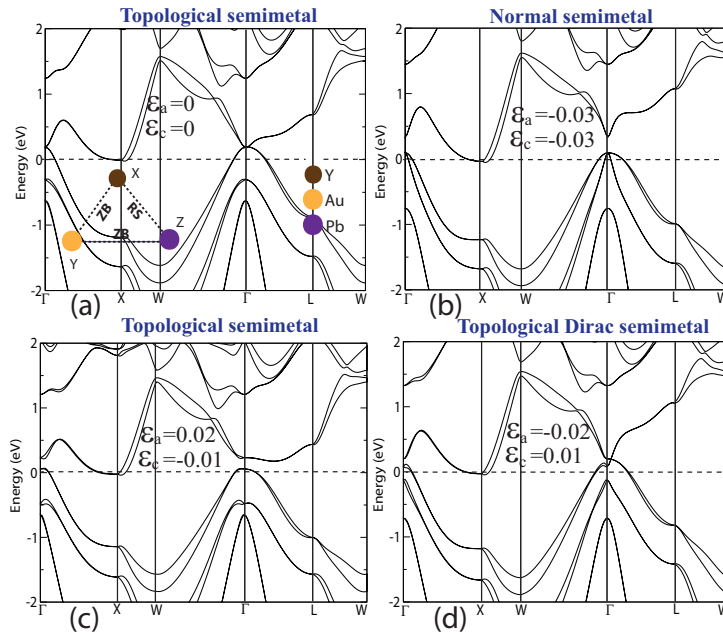 Topological semimetal
Energy (eV)
2
1
0
-1
-2
εa=0
εc=0
X
ZB
RS
Z
ZB
Y
Y
Au
Pb
(a)
Γ X W Γ L W
Normal semimetal
Energy (eV)
2
1
0
-1
-2
εa=-0.03
εc=-0.03
(b)
Γ X W Γ L W
Topological semimetal
Energy (eV)
2
1
0
-1
-2
εa=0.02
εc=-0.01
(c)
Γ X W Γ L W
Topological Dirac semimetal
Energy (eV)
2
1
0
-1
2
εa=-0.02
εc=0.01
(d)
Γ X W Γ L W